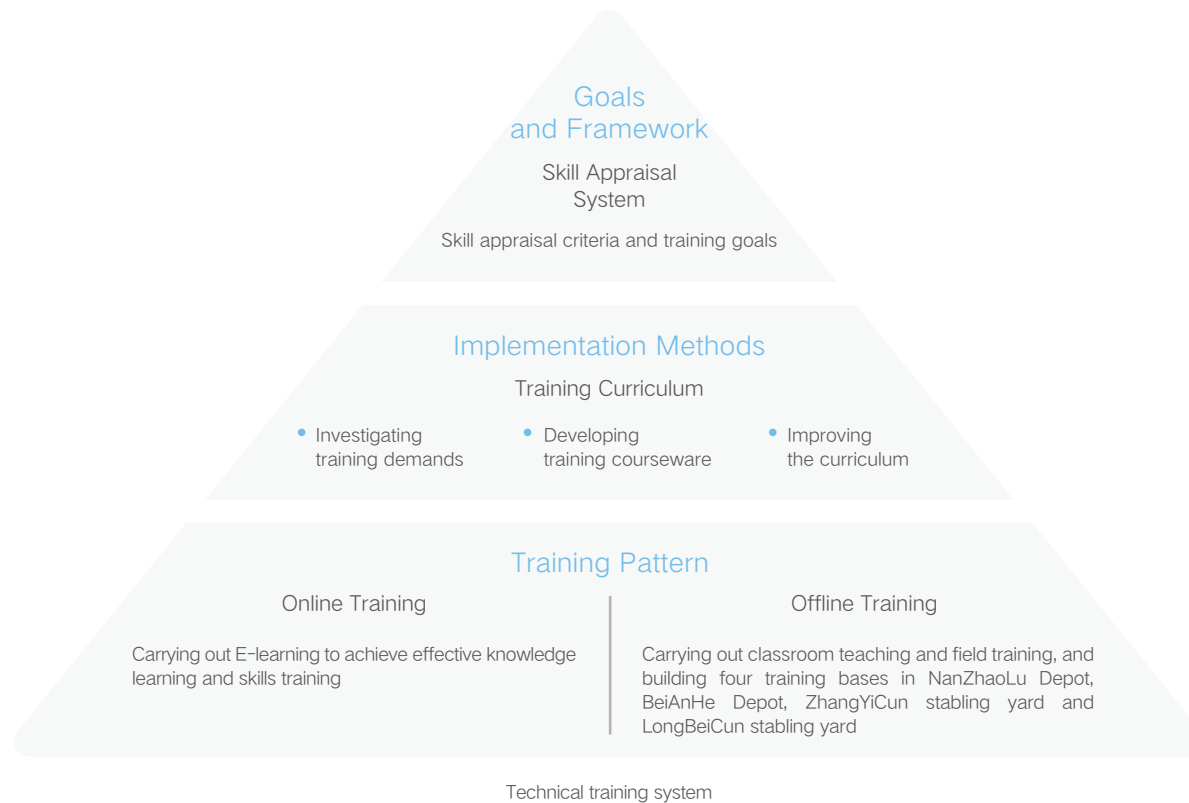 Goals
and Framework
Skill Appraisal
System
Skill appraisal criteria and training goals
Implementation Methods
Training Curriculum
• Investigating
training demands
• Developing
training courseware
• Improving
the curriculum
Training Pattern
Online Training
Carrying out E-learning to achieve effective knowledge
learning and skills training
Offline Training
Carrying out classroom teaching and field training, and
building four training bases in NanZhaoLu Depot,
BeiAnHe Depot, ZhangYiCun stabling yard and
LongBeiCun stabling yard
Technical training system